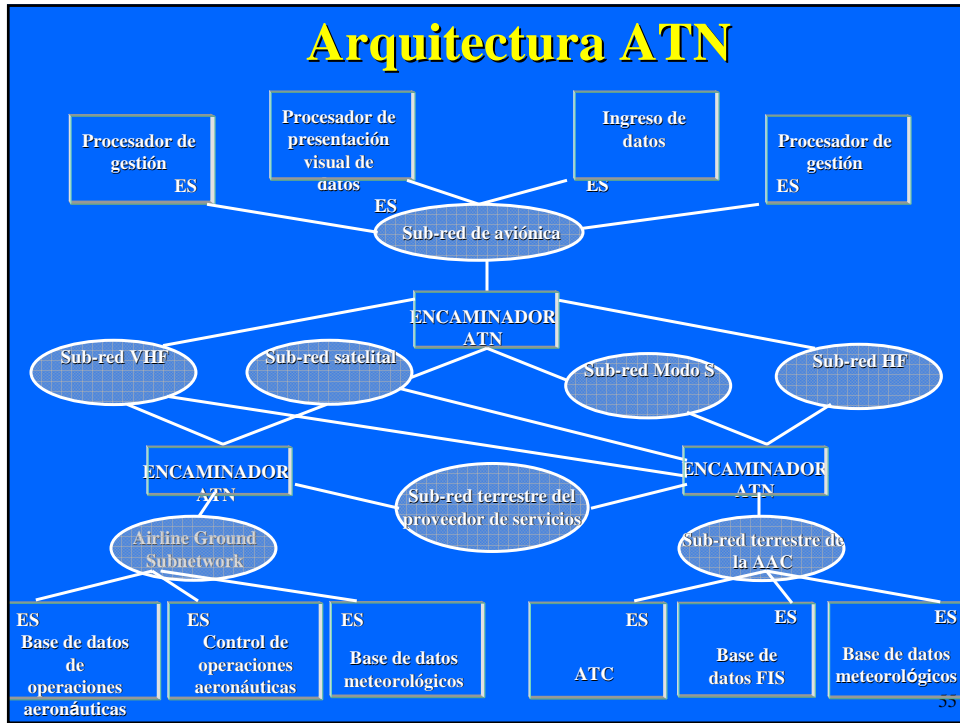 Arquitectura ATN
Procesador de
gestión
ES
Procesador de
presentación
visual de
datos
ES
Ingreso de
datos
ES
Procesador de
gestión
ES
Sub-red de aviónica
ENCAMINADOR
ATN
Sub-red VHF
Sub-red satelital
Sub-red Modo S
Sub-red HF
ENCAMINADOR
ATN
Sub-red terrestre del
proveedor de servicios
ENCAMINADOR
ATN
Airline Ground
Subnetwork
Sub-red terrestre de
la AAC
ES
Base de datos
de
operaciones
aeronáuticas
ES
Control de
operaciones
aeronáuticas
ES
Base de datos
meteorológicos
ES
ATC
ES
Base de
datos FIS
ES
Base de datos
meteorológicos
55